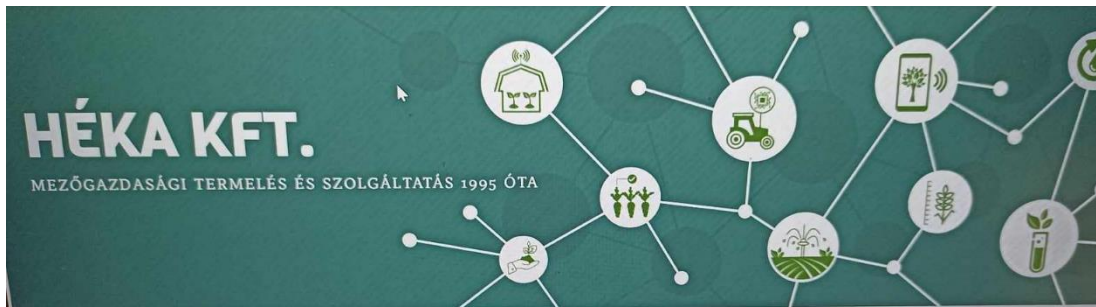 HÉKA KFT.
MEZŐGAZDASÁGI TERMELÉS ÉS SZOLGÁLTATÁS 1995 ÓTA